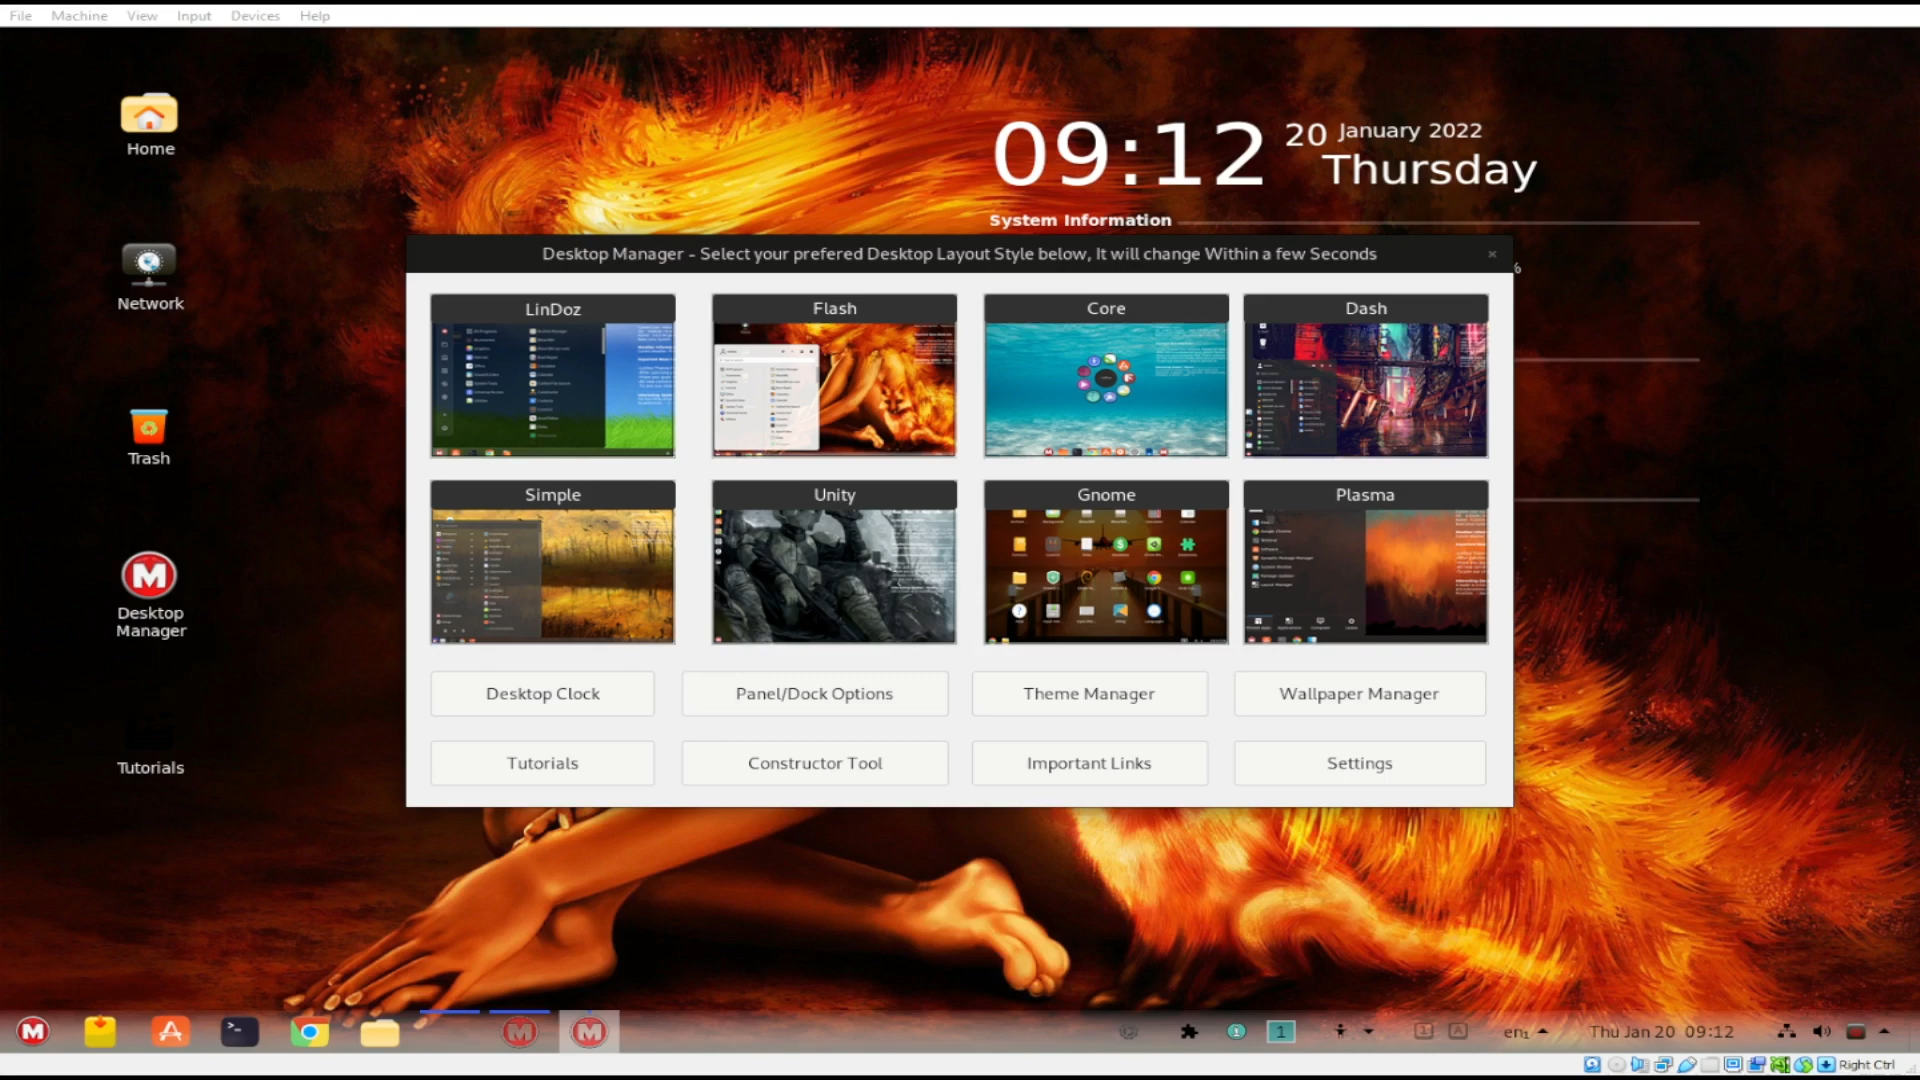 File Machine View Input Devices Help
Home
Network
Trash
Desktop
Manager
Tutorials
09:12 20 January 2022
Thursday
System Information
%
Desktop Manager - Select your prefered Desktop Layout Style below, It will change Within a few Seconds
LinDoz Flash Core Dash
Simple Unity Gnome Plasma
Desktop Clock Panel/Dock Options Theme Manager Wallpaper Manager
Tutorials Constructor Tool Important Links Settings
1 1 A en₁ Thu Jan 20 09:12
Right Ctrl